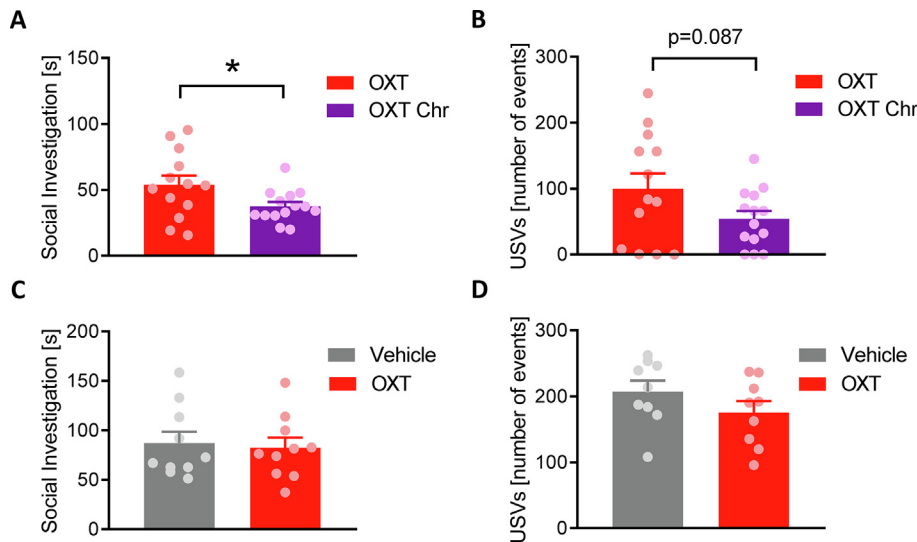 A
Social Investigation [s]
150
100
50
0
*
OXT
OXT Chr
B
USVs [number of events]
300
200
100
0
p=0.087
OXT
OXT Chr
C
Social Investigation [s]
200
150
100
50
0
Vehicle
OXT
D
USVs [number of events]
300
200
100
0
Vehicle
OXT